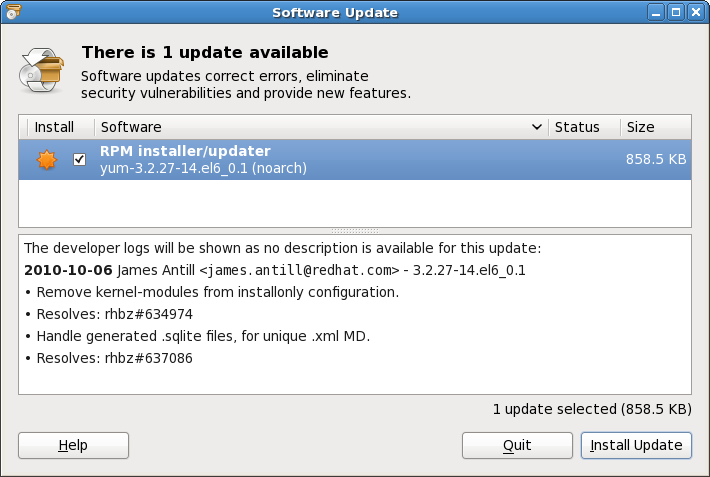 Software Update
There is 1 update available
Software updates correct errors, eliminate
security vulnerabilities and provide new features.
Install Software Status Size
RPM installer/updater
yum-3.2.27-14.el6_0.1 (noarch) 858.5 KB
The developer logs will be shown as no description is available for this update:
2010-10-06 James Antill <james.antill@redhat.com> - 3.2.27-14.el6_0.1
• Remove kernel-modules from installonly configuration.
• Resolves: rhbz#634974
• Handle generated .sqlite files, for unique .xml MD.
• Resolves: rhbz#637086
1 update selected (858.5 KB)
Help Quit Install Update